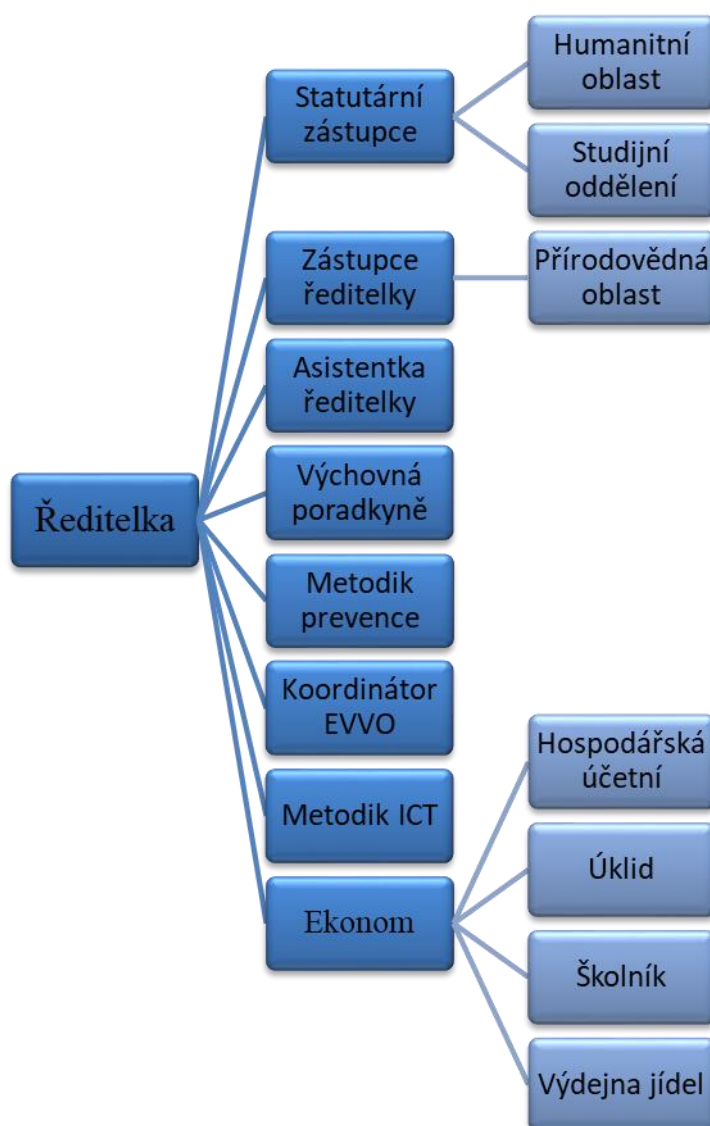 Humanitní
oblast
Statutární
zástupce
Studijní
oddělení
Zástupce
ředitelky
Přírodovědná
oblast
Asistentka
ředitelky
Výchovná
poradkyně
Ředitelka
Metodik
prevence
Koordinátor
EVVO
Hospodářská
účetní
Metodik ICT
Úklid
Ekonom
Školník
Výdejna jídel